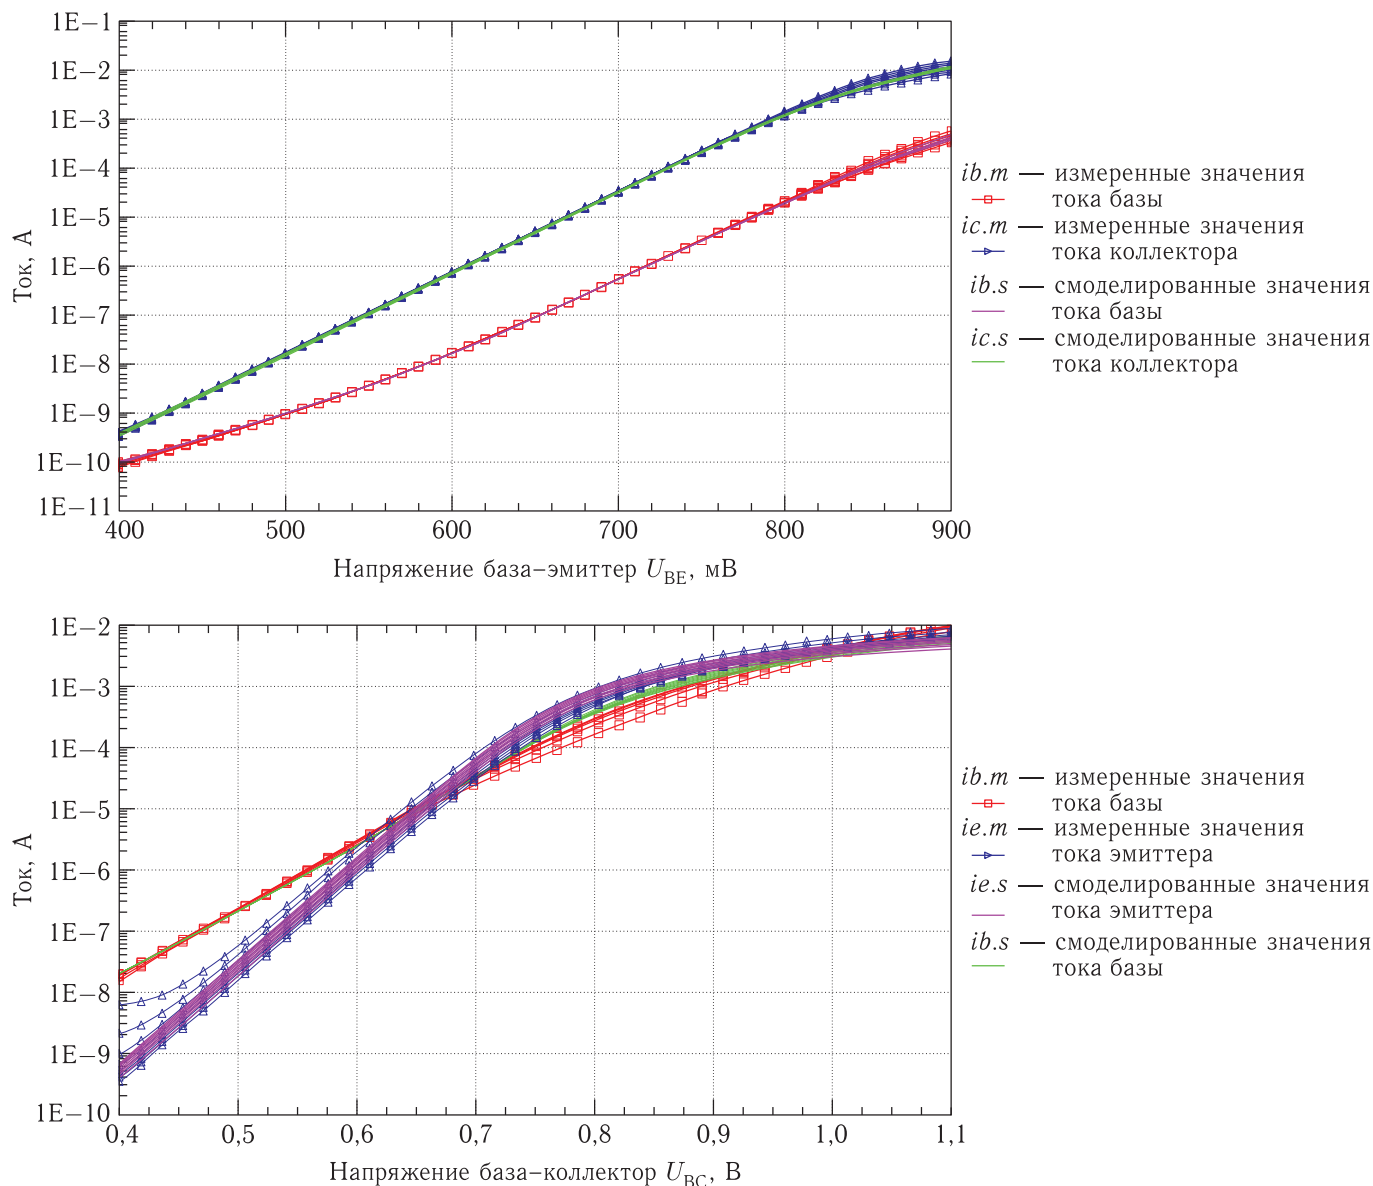 1E−1
1E−2
1E−3
1E−4
1E−5
1E−6
1E−7
1E−8
1E−9
1E−10
1E−11
Ток, А
400
500
600
700
800
900
Напряжение база–эмиттер U_BE, мВ
ib.m — измеренные значения
тока базы
ic.m — измеренные значения
тока коллектора
ib.s — смоделированные значения
тока базы
ic.s — смоделированные значения
тока коллектора
1E−2
1E−3
1E−4
1E−5
1E−6
1E−7
1E−8
1E−9
1E−10
Ток, А
0,4
0,5
0,6
0,7
0,8
0,9
1,0
1,1
Напряжение база–коллектор U_BC, В
ib.m — измеренные значения
тока базы
ie.m — измеренные значения
тока эмиттера
ie.s — смоделированные значения
тока эмиттера
ib.s — смоделированные значения
тока базы